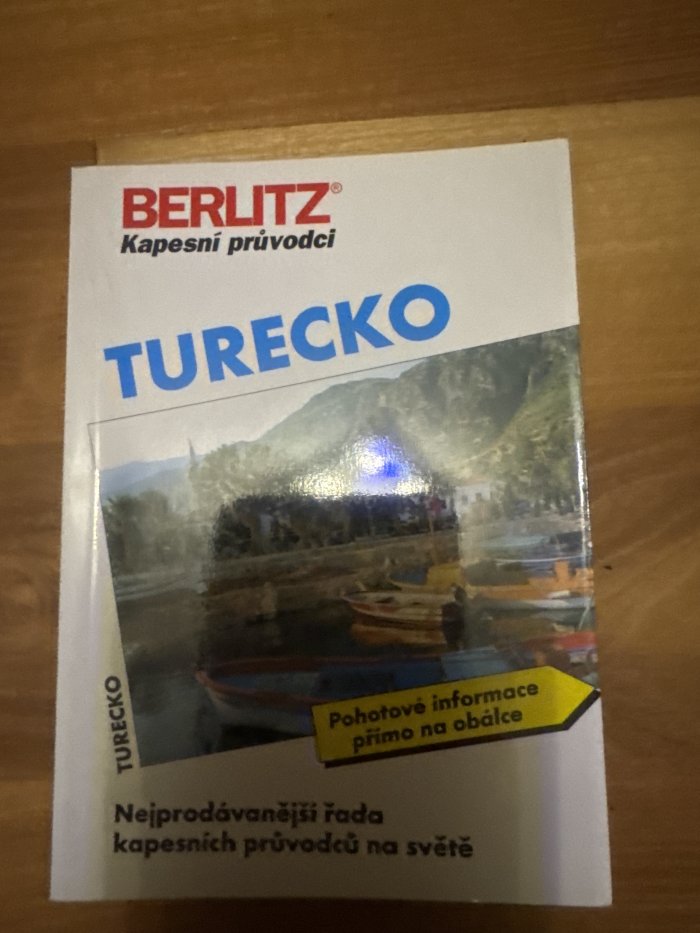 BERLITZ®
Kapesní průvodci
TURECKO
TURECKO
Pohotové informace
přímo na obálce
Nejprodávanější řada
kapesních průvodců na světě